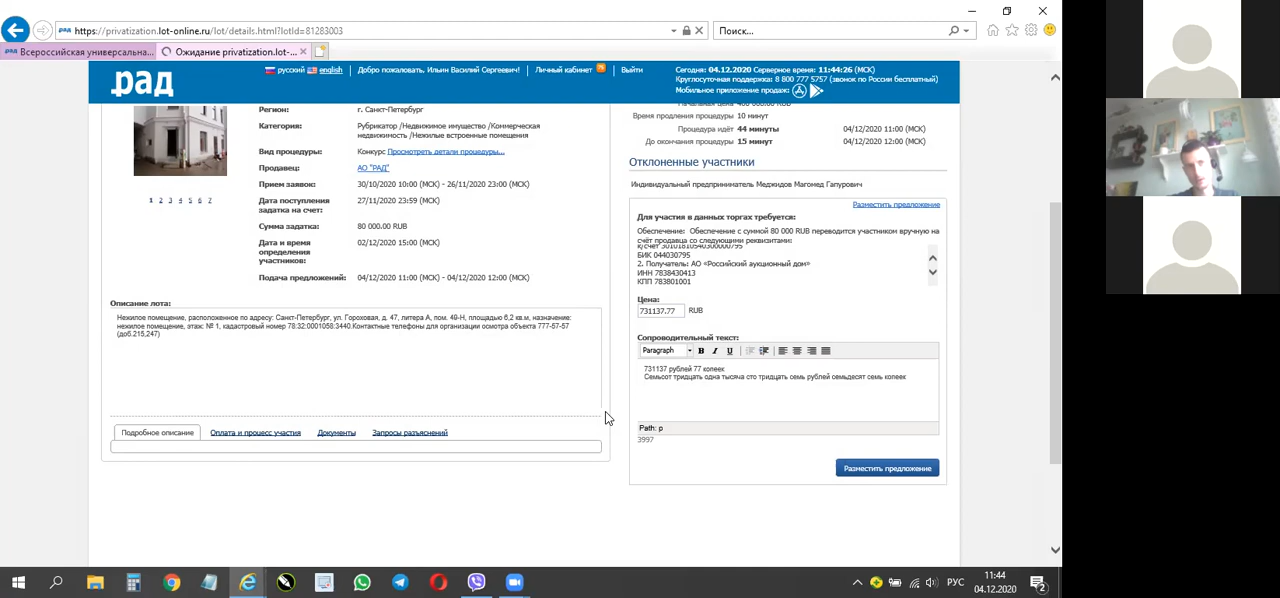 https://privatization.lot-online.ru/lot/details.html?lotId=81283003
Поиск...
рад Всероссийская универсальна...
Ожидание privatization.lot-...
рад
русский english
Добро пожаловать, Ильин Василий Сергеевич!
Личный кабинет
Выйти
Сегодня: 04.12.2020 Серверное время: 11:44:26 (МСК)
Круглосуточная поддержка: 8 800 777 5757 (звонок по России бесплатный)
Мобильное приложение продаж:
1 2 3 4 5 6 7
Регион: г. Санкт-Петербург
Категория: Рубрикатор /Недвижимое имущество /Коммерческая
недвижимость /Нежилые встроенные помещения
Вид процедуры: Конкурс Просмотреть детали процедуры...
Продавец: АО "РАД"
Прием заявок: 30/10/2020 10:00 (МСК) - 26/11/2020 23:00 (МСК)
Дата поступления
задатка на счет: 27/11/2020 23:59 (МСК)
Сумма задатка: 80 000.00 RUB
Дата и время
определения
участников: 02/12/2020 15:00 (МСК)
Подача предложений: 04/12/2020 11:00 (МСК) - 04/12/2020 12:00 (МСК)
Описание лота:
Нежилое помещение, расположенное по адресу: Санкт-Петербург, ул. Гороховая, д. 47, литера А, пом. 49-Н, площадью 6,2 кв.м, назначение:
нежилое помещение, этаж: № 1, кадастровый номер 78:32:0001058:3440.Контактные телефоны для организации осмотра объекта 777-57-57
(доб.215,247)
Подробное описание
Оплата и процесс участия
Документы
Запросы разъяснений
Время продления процедуры 10 минут
Процедура идёт 44 минуты 04/12/2020 11:00 (МСК)
До окончания 15 минут 04/12/2020 12:00 (МСК)
Отклоненные участники
Индивидуальный предприниматель Меджидов Магомед Гапурович
Разместить предложение
Для участия в данных торгах требуется:
Обеспечение: Обеспечение с суммой 80 000 RUB переводится участником вручную на
счёт продавца со следующими реквизитами:
БИК 044030795
2. Получатель: АО «Российский аукционный дом»
ИНН 7838430413
КПП 783801001
Цена:
731137.77 RUB
Сопроводительный текст:
Paragraph B I U
731137 рублей 77 копеек
Семьсот тридцать одна тысяча сто тридцать семь рублей семьдесят семь копеек
Path: p
3997
Разместить предложение
РУС
11:44
04.12.2020
2